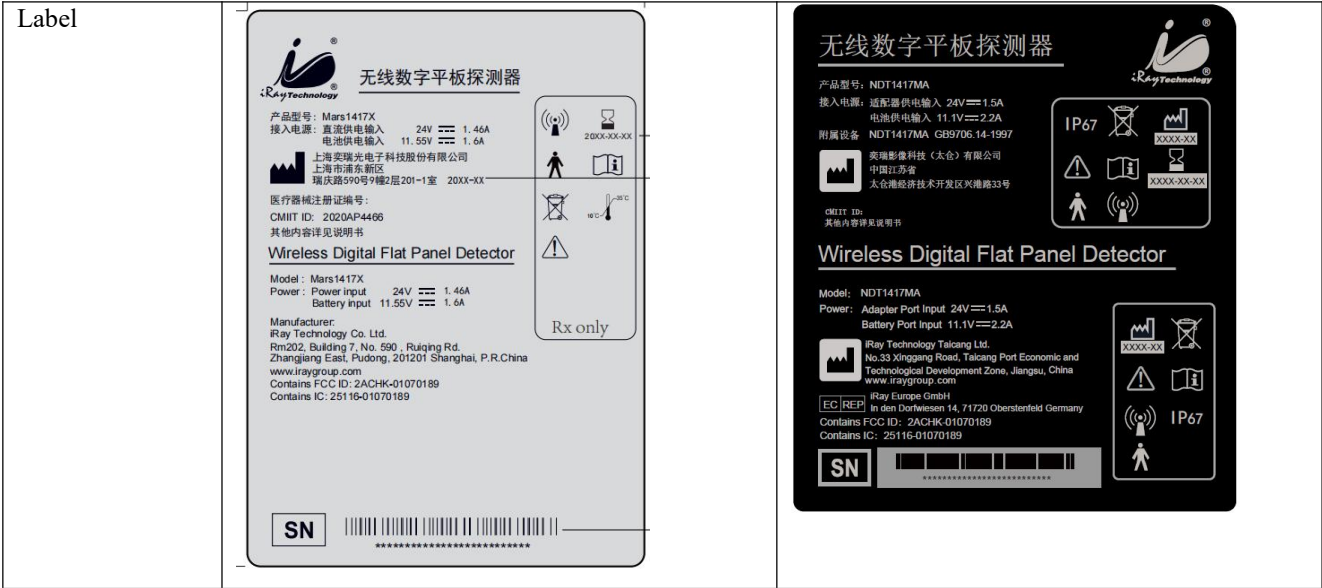 Label
®
iRayTechnology
无线数字平板探测器
产品型号：Mars1417X
接入电源：直流供电输入 24V 1.46A
电池供电输入 11.55V 1.6A
上海奕瑞光电子科技股份有限公司
上海市浦东新区
瑞庆路590号9幢2层201-1室 20XX-XX
医疗器械注册证编号：
CMIIT ID: 2020AP4466
其他内容详见说明书
20XX-XX-XX
35°C
10°C
Wireless Digital Flat Panel Detector
Model : Mars1417X
Power : Power input 24V 1.46A
Battery input 11.55V 1.6A
Manufacturer:
iRay Technology Co. Ltd.
Rm202, Building 7, No. 590 , Ruiqing Rd.
Zhangjiang East, Pudong, 201201 Shanghai, P.R.China
www.iraygroup.com
Contains FCC ID: 2ACHK-01070189
Contains IC: 25116-01070189
Rx only
SN
**************************
无线数字平板探测器
®
iRayTechnology
产品型号：NDT1417MA
接入电源：适配器供电输入 24V 1.5A
电池供电输入 11.1V 2.2A
附属设备 NDT1417MA GB9706.14-1997
奕瑞影像科技（太仓）有限公司
中国江苏省
太仓港经济技术开发区兴港路33号
CMIIT ID:
其他内容详见说明书
IP67
XXXX-XX
XXXX-XX-XX
Wireless Digital Flat Panel Detector
Model: NDT1417MA
Power: Adapter Port Input 24V 1.5A
Battery Port Input 11.1V 2.2A
iRay Technology Taicang Ltd.
No.33 Xinggang Road, Taicang Port Economic and
Technological Development Zone, Jiangsu, China
www.iraygroup.com
EC REP
iRay Europe GmbH
In den Dorfwiesen 14, 71720 Oberstenfeld Germany
Contains FCC ID: 2ACHK-01070189
Contains IC: 25116-01070189
XXXX-XX
IP67
SN
**************************